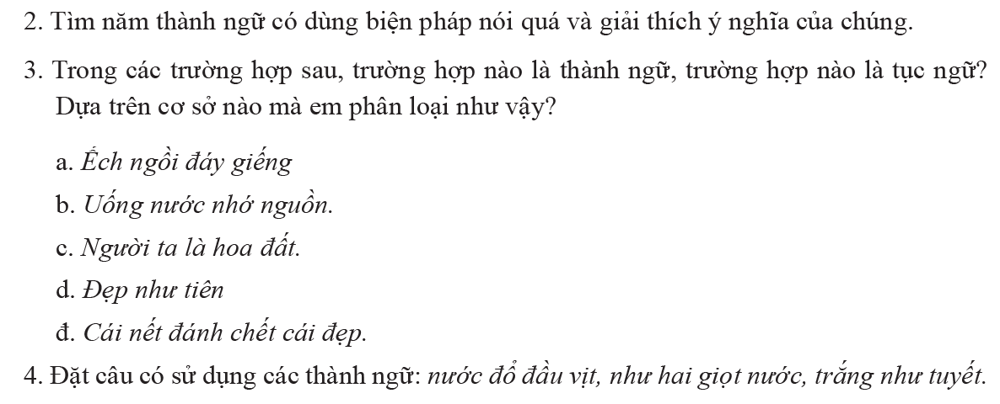 2. Tìm năm thành ngữ có dùng biện pháp nói quá và giải thích ý nghĩa của chúng.
3. Trong các trường hợp sau, trường hợp nào là thành ngữ, trường hợp nào là tục ngữ?
Dựa trên cơ sở nào mà em phân loại như vậy?
a. Ếch ngồi đáy giếng
b. Uống nước nhớ nguồn.
c. Người ta là hoa đất.
d. Đẹp như tiên
đ. Cái nết đánh chết cái đẹp.
4. Đặt câu có sử dụng các thành ngữ: nước đổ đầu vịt, như hai giọt nước, trắng như tuyết.